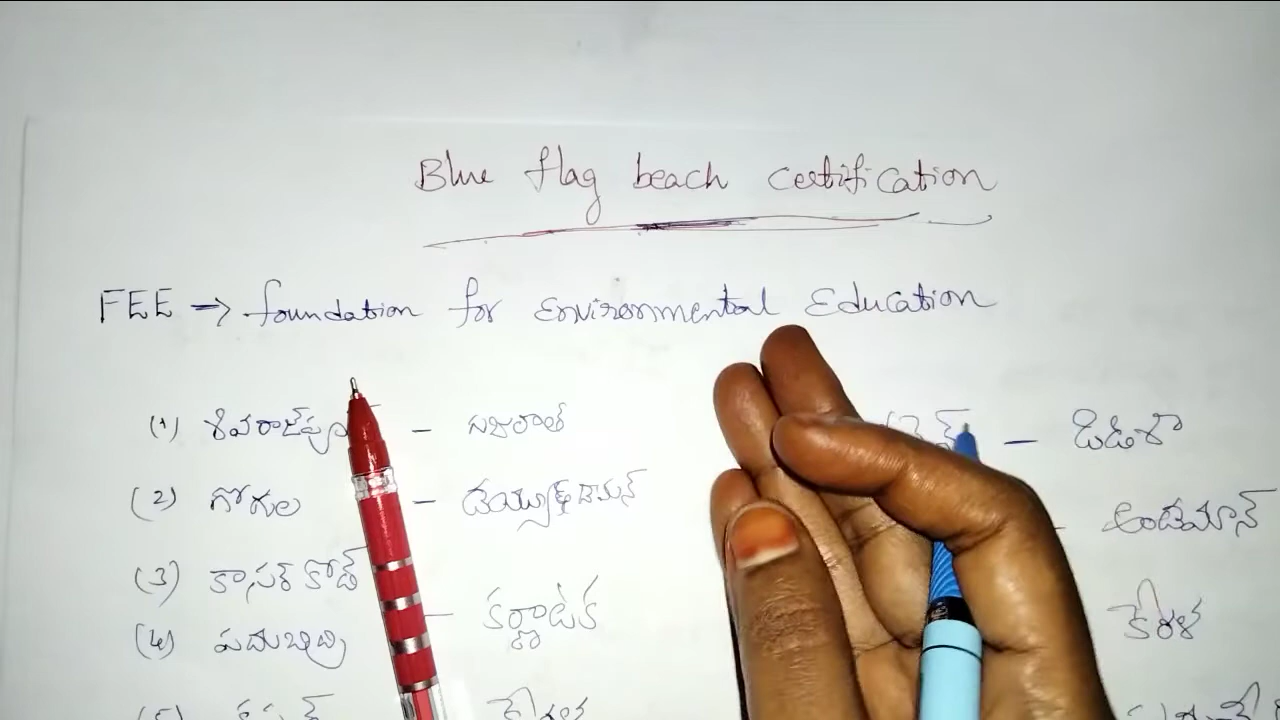 Blue flag beach certification
FEE → foundation for Environmental Education
(1) శివరాజ్‌పూ – గుజరాత్ – ఒడిశా
(2) గోగుల – డయ్యు & డామన్ – అండమాన్
(3) కాసర్ కోడ్
– కర్ణాటక కేరళ
(4) పదుబిద్రి
(5)